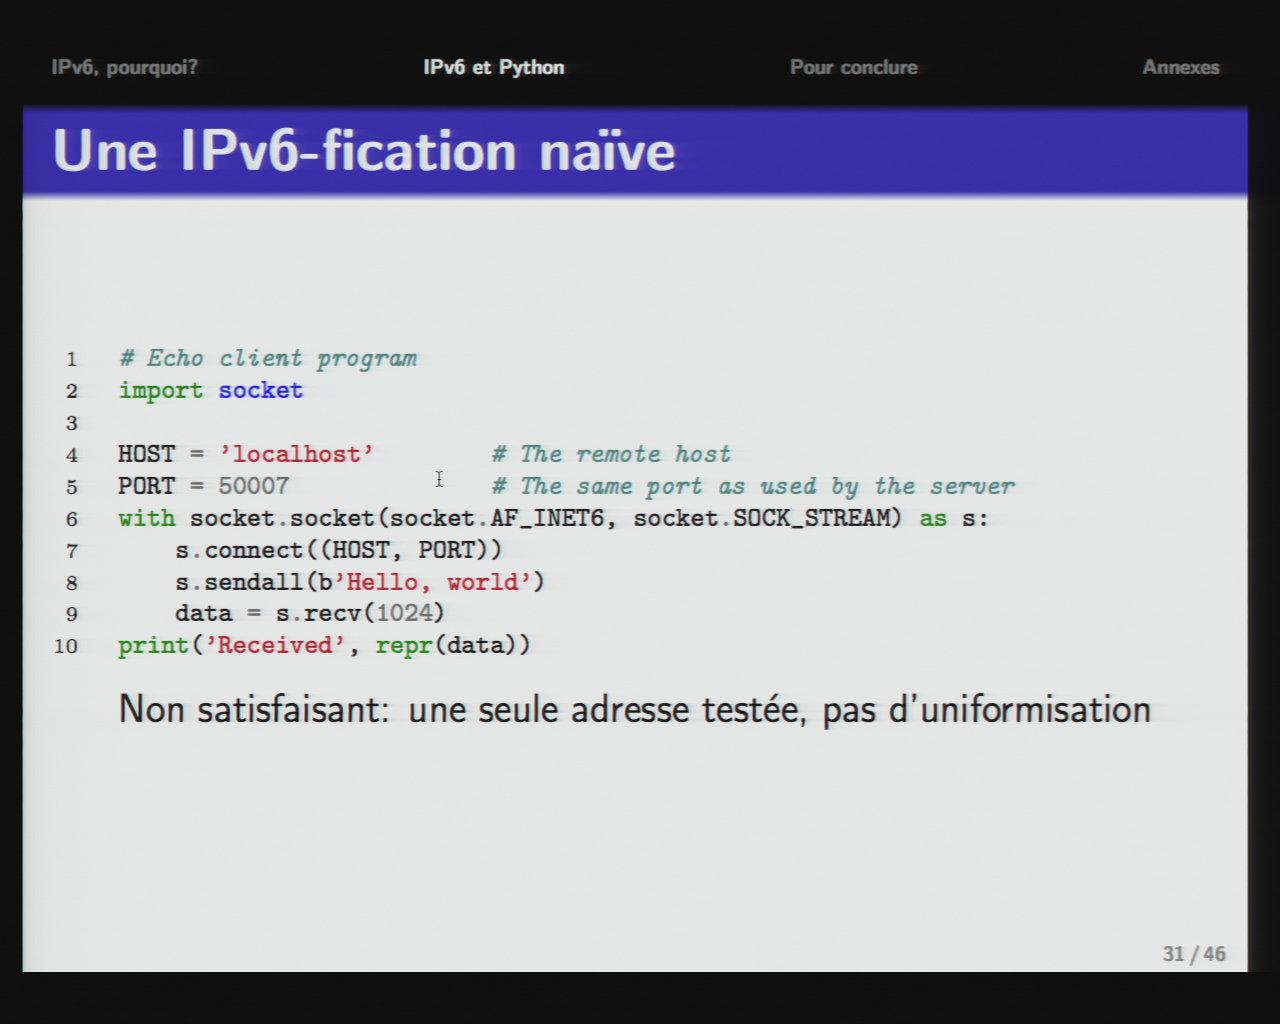 IPv6, pourquoi? IPv6 et Python Pour conclure Annexes
Une IPv6-fication naïve
1 # Echo client program
2 import socket
3
4 HOST = 'localhost' # The remote host
5 PORT = 50007 # The same port as used by the server
6 with socket.socket(socket.AF_INET6, socket.SOCK_STREAM) as s:
7 s.connect((HOST, PORT))
8 s.sendall(b'Hello, world')
9 data = s.recv(1024)
10 print('Received', repr(data))
Non satisfaisant: une seule adresse testée, pas d'uniformisation
31 / 46